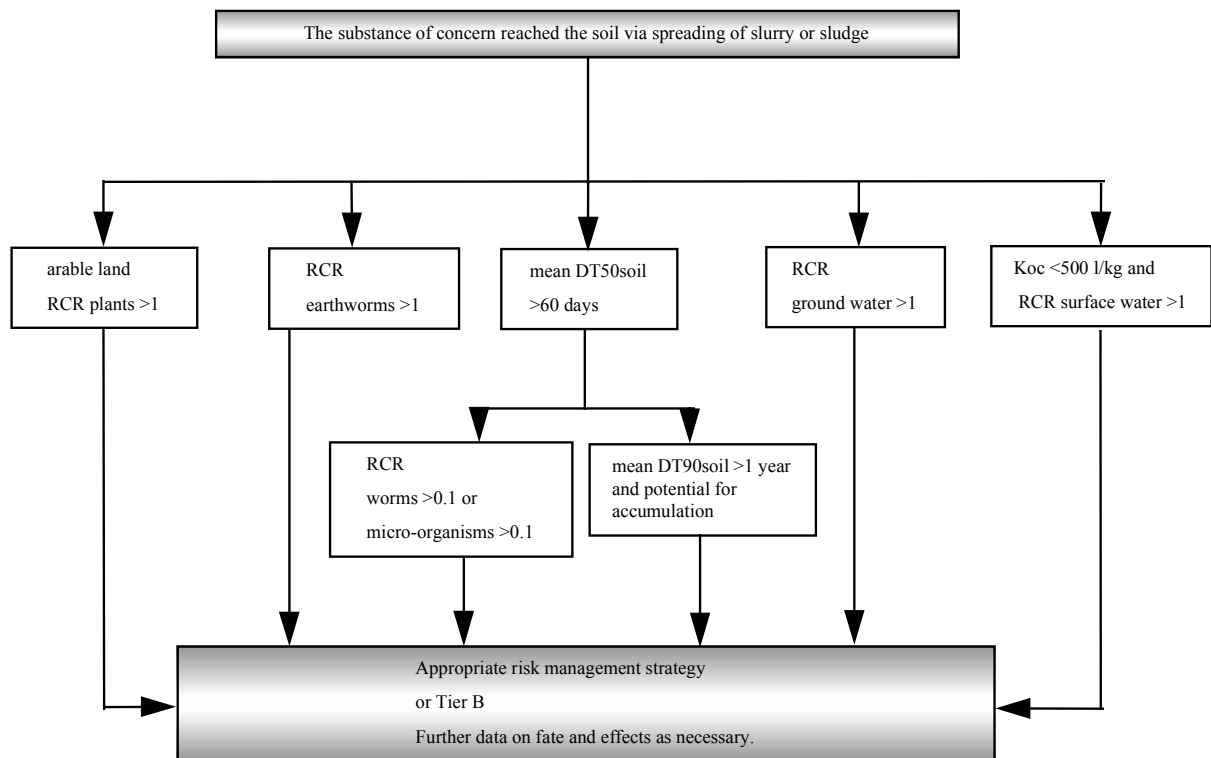 The substance of concern reached the soil via spreading of slurry or sludge
arable land
RCR plants >1
RCR
earthworms >1
mean DT50soil
>60 days
RCR
ground water >1
Koc <500 l/kg and
RCR surface water >1
RCR
worms >0.1 or
micro-organisms >0.1
mean DT90soil >1 year
and potential for
accumulation
Appropriate risk management strategy
or Tier B
Further data on fate and effects as necessary.